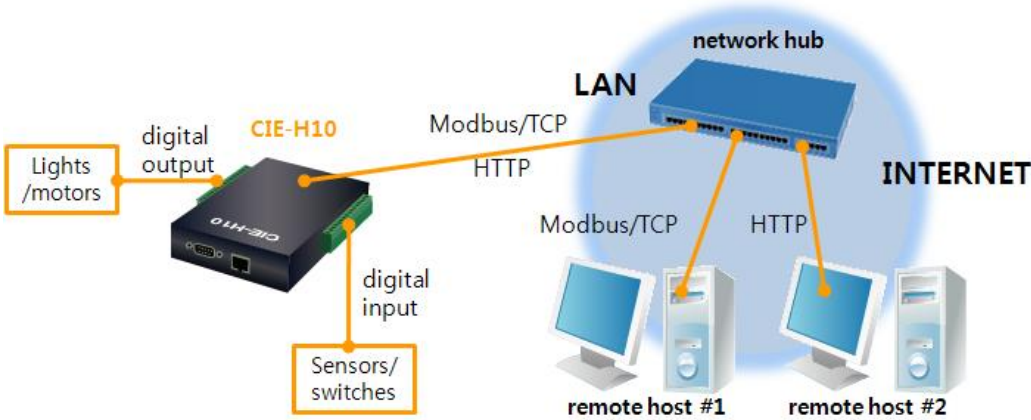 network hub
LAN
CIE-H10
Modbus/TCP
digital
output
HTTP
Lights
/motors
INTERNET
CIE-H10
Modbus/TCP
HTTP
digital
input
Sensors/
switches
remote host #1
remote host #2